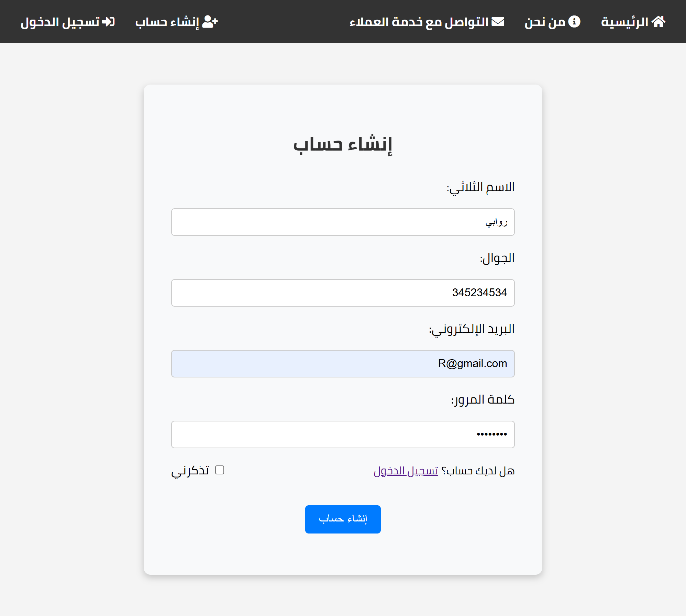 الرئيسية من نحن التواصل مع خدمة العملاء إنشاء حساب تسجيل الدخول
إنشاء حساب
الاسم الثلاثي:
روابي
الجوال:
345234534
البريد الإلكتروني:
R@gmail.com
كلمة المرور:
••••••••
هل لديك حساب؟ تسجيل الدخول تذكرني
إنشاء حساب